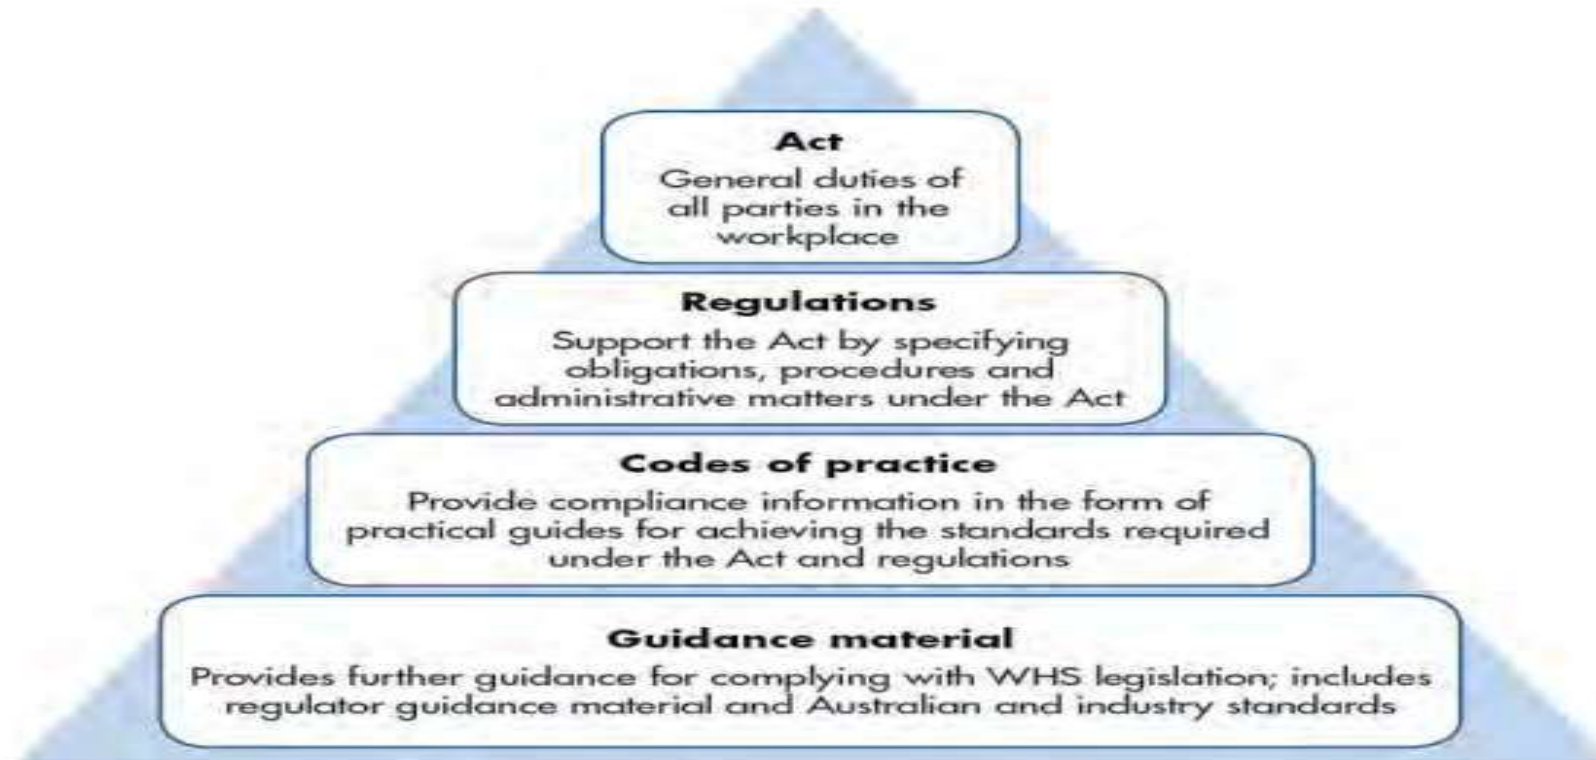 Act
General duties of
all parties in the
workplace
Regulations
Support the Act by specifying
obligations, procedures and
administrative matters under the Act
Codes of practice
Provide compliance information in the form of
practical guides for achieving the standards required
under the Act and regulations
Guidance material
Provides further guidance for complying with WHS legislation; includes
regulator guidance material and Australian and industry standards